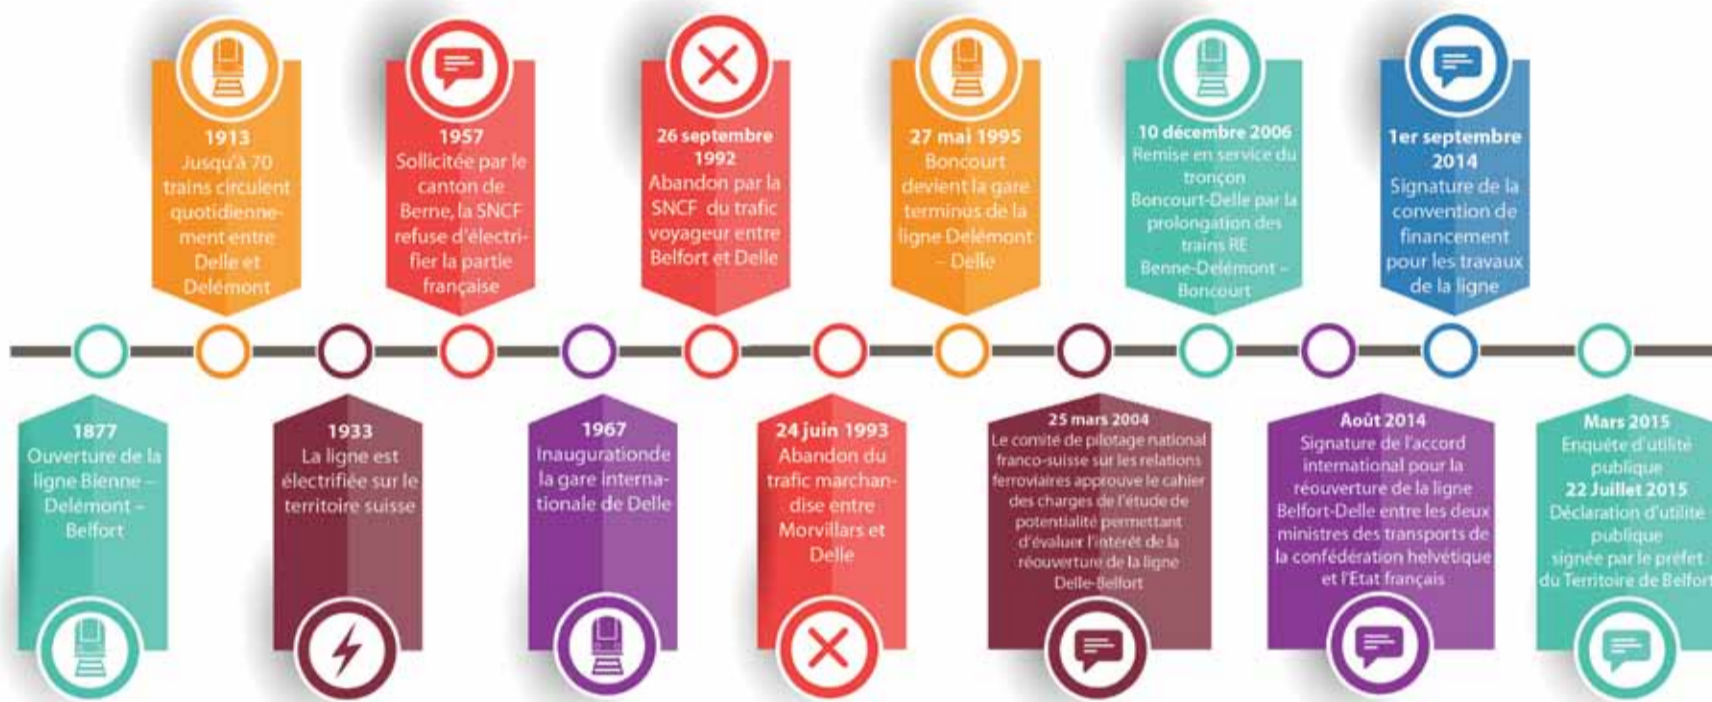 1913
Jusqu'à 70
trains circulent
quotidienne-
ment entre
Delle et
Delémont
1957
Sollicitée par le
canton de
Berne, la SNCF
refuse d'électri-
fier la partie
française
26 septembre
1992
Abandon par la
SNCF du trafic
voyageur entre
Belfort et Delle
27 mai 1995
Boncourt
devient la gare
terminus de la
ligne Delémont
– Delle
10 décembre 2006
Remise en service du
tronçon
Boncourt-Delle par la
prolongation des
trains RE
Benne-Delémont –
Boncourt
1er septembre
2014
Signature de la
convention de
financement
pour les travaux
de la ligne
1877
Ouverture de la
ligne Bienne –
Delémont –
Belfort
1933
La ligne est
électrifiée sur le
territoire suisse
1967
Inaugurationde
la gare interna-
tionale de Delle
24 juin 1993
Abandon du
trafic marchan-
dise entre
Morvillars et
Delle
25 mars 2004
Le comité de pilotage national
franco-suisse sur les relations
ferroviaires approuve le cahier
des charges de l'étude de
potentialité permettant
d'évaluer l'intérêt de la
réouverture de la ligne
Delle-Belfort
Août 2014
Signature de l'accord
international pour la
réouverture de la ligne
Belfort-Delle entre les deux
ministres des transports de
la confédération helvétique
et l'Etat français
Mars 2015
Enquête d'utilité
publique
22 Juillet 2015
Déclaration d'utilité
publique
signée par le préfet
du Territoire de Belfort